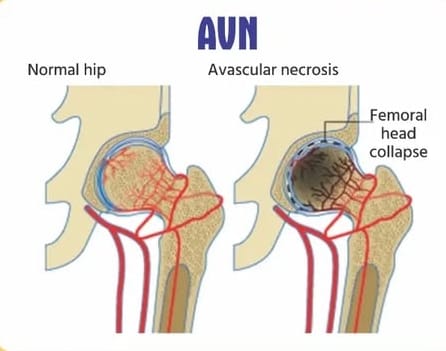 AVN
Normal hip
Avascular necrosis
Femoral
head
collapse